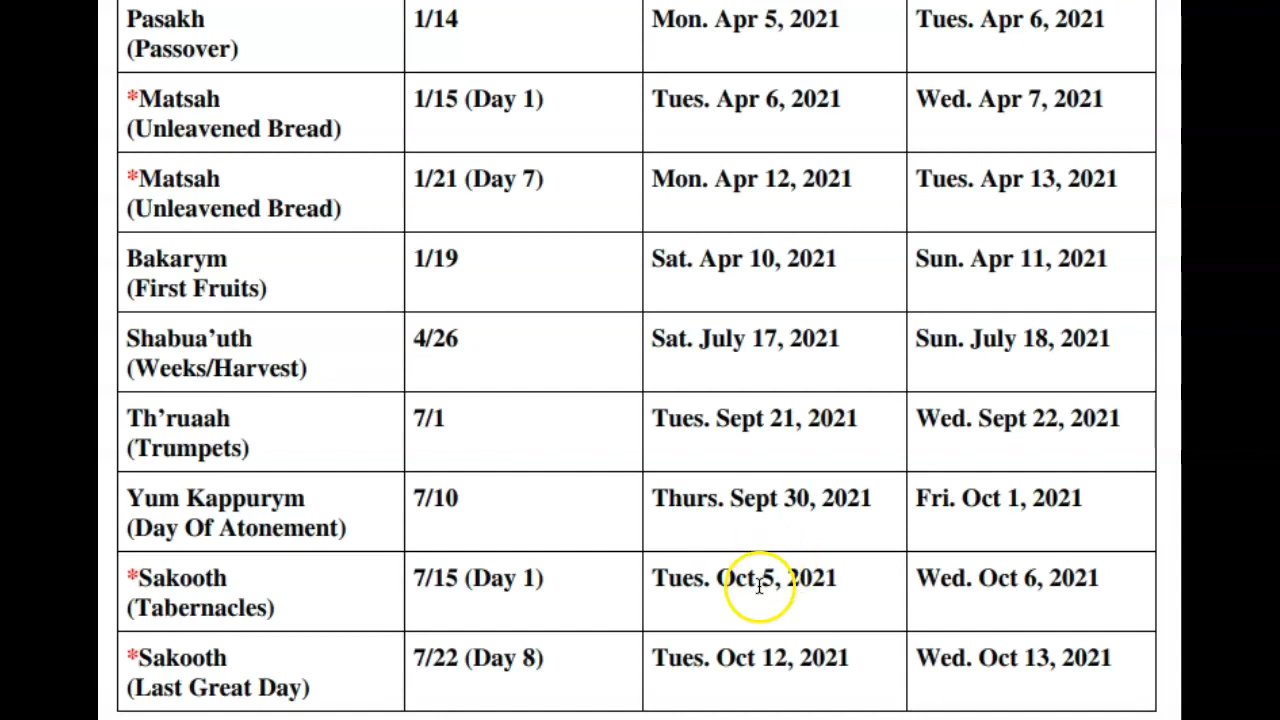 Pasakh 1/14 Mon. Apr 5, 2021 Tues. Apr 6, 2021
(Passover)
*Matsah 1/15 (Day 1) Tues. Apr 6, 2021 Wed. Apr 7, 2021
(Unleavened Bread)
*Matsah 1/21 (Day 7) Mon. Apr 12, 2021 Tues. Apr 13, 2021
(Unleavened Bread)
Bakarym 1/19 Sat. Apr 10, 2021 Sun. Apr 11, 2021
(First Fruits)
Shabua’uth 4/26 Sat. July 17, 2021 Sun. July 18, 2021
(Weeks/Harvest)
Th’ruaah 7/1 Tues. Sept 21, 2021 Wed. Sept 22, 2021
(Trumpets)
Yum Kappurym 7/10 Thurs. Sept 30, 2021 Fri. Oct 1, 2021
(Day Of Atonement)
*Sakooth 7/15 (Day 1) Tues. Oct 5, 2021 Wed. Oct 6, 2021
(Tabernacles)
*Sakooth 7/22 (Day 8) Tues. Oct 12, 2021 Wed. Oct 13, 2021
(Last Great Day)